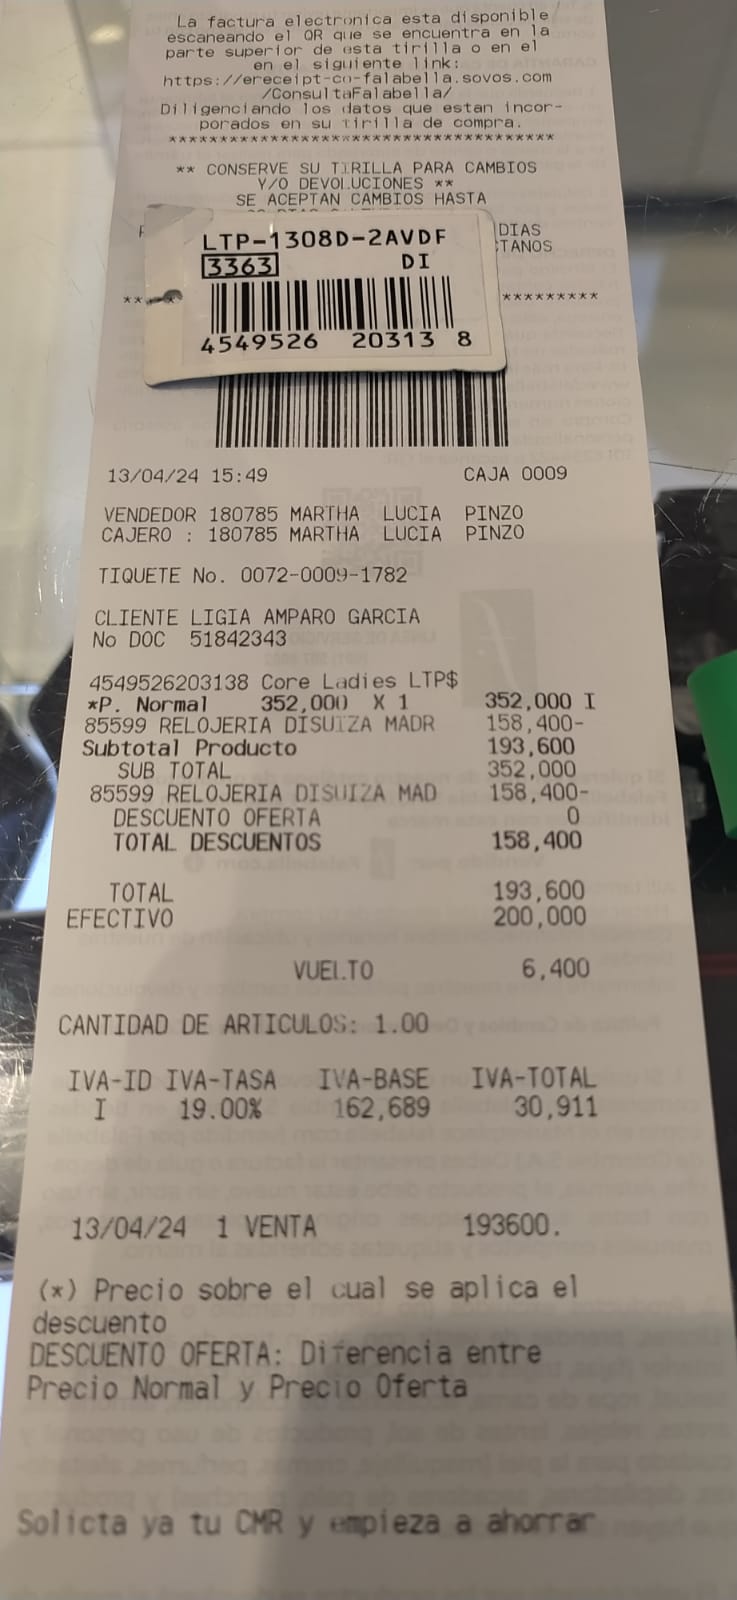 La factura electronica esta disponible
escaneando el QR que se encuentra en la
parte superior de esta tirilla o en el
en el siguiente link:
https://ereceipt-co-falabella.sovos.com
/ConsultaFalabella/
Diligenciando los datos que estan incor-
porados en su tirilla de compra.
****************************************
** CONSERVE SU TIRILLA PARA CAMBIOS
Y/O DEVOLUCIONES **
SE ACEPTAN CAMBIOS HASTA
DIAS
LTP-1308D-2AVDF
3363 DI
4549526 20313 8
13/04/24 15:49 CAJA 0009
VENDEDOR 180785 MARTHA LUCIA PINZO
CAJERO : 180785 MARTHA LUCIA PINZO
TIQUETE No. 0072-0009-1782
CLIENTE LIGIA AMPARO GARCIA
No DOC 51842343
4549526203138 Core Ladies LTP$
*P. Normal 352,000 X 1 352,000 I
85599 RELOJERIA DISUIZA MADR 158,400-
Subtotal Producto 193,600
SUB TOTAL 352,000
85599 RELOJERIA DISUIZA MAD 158,400-
DESCUENTO OFERTA 0
TOTAL DESCUENTOS 158,400
TOTAL 193,600
EFECTIVO 200,000
VUELTO 6,400
CANTIDAD DE ARTICULOS: 1.00
IVA-ID IVA-TASA IVA-BASE IVA-TOTAL
I 19.00% 162,689 30,911
13/04/24 1 VENTA 193600.
(*) Precio sobre el cual se aplica el
descuento
DESCUENTO OFERTA: Diferencia entre
Precio Normal y Precio Oferta
Solicta ya tu CMR y empieza a ahorrar